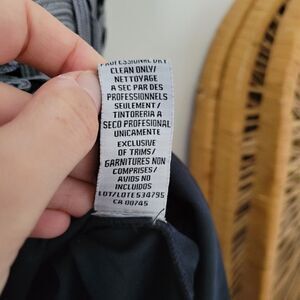 PROFESSIONAL DRY
CLEAN ONLY/
NETTOYAGE
A SEC PAR DES
PROFESSIONNELS
SEULEMENT/
TINTORERIA A
SECO PROFESIONAL
UNICAMENTE
EXCLUSIVE
OF TRIMS/
GARNITURES NON
COMPRISES/
AVIOS NO
INCLUIDOS
LOT/LOTE 534795
CA 00745